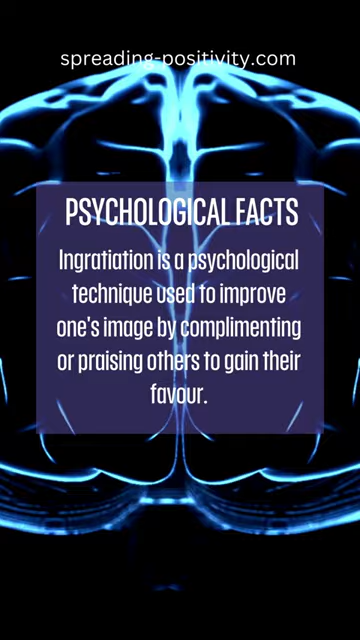 spreading-positivity.com
PSYCHOLOGICAL FACTS
Ingratiation is a psychological
technique used to improve
one's image by complimenting
or praising others to gain their
favour.